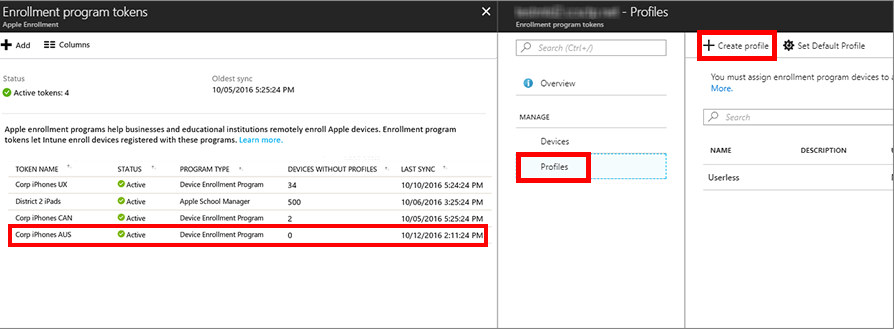 Enrollment program tokens
Apple Enrollment
Add Columns
Status Oldest sync
Active tokens: 4 10/05/2016 5:25:24 PM
Apple enrollment programs help businesses and educational institutions remotely enroll Apple devices. Enrollment program
tokens let Intune enroll devices registered with these programs. Learn more.
TOKEN NAME STATUS PROGRAM TYPE DEVICES WITHOUT PROFILES LAST SYNC
Corp iPhones UX Active Device Enrollment Program 34 10/10/2016 5:24:24 PM
District 2 iPads Active Apple School Manager 500 10/06/2016 3:25:24 PM
Corp iPhones CAN Active Device Enrollment Program 2 10/05/2016 5:25:24 PM
Corp iPhones AUS Active Device Enrollment Program 0 10/12/2016 2:11:24 PM
- Profiles
Enrollment program tokens
Search (Ctrl+/)
Overview
MANAGE
Devices
Profiles
Create profile Set Default Profile
You must assign enrollment program devices to a
More.
Search
NAME DESCRIPTION
Userless